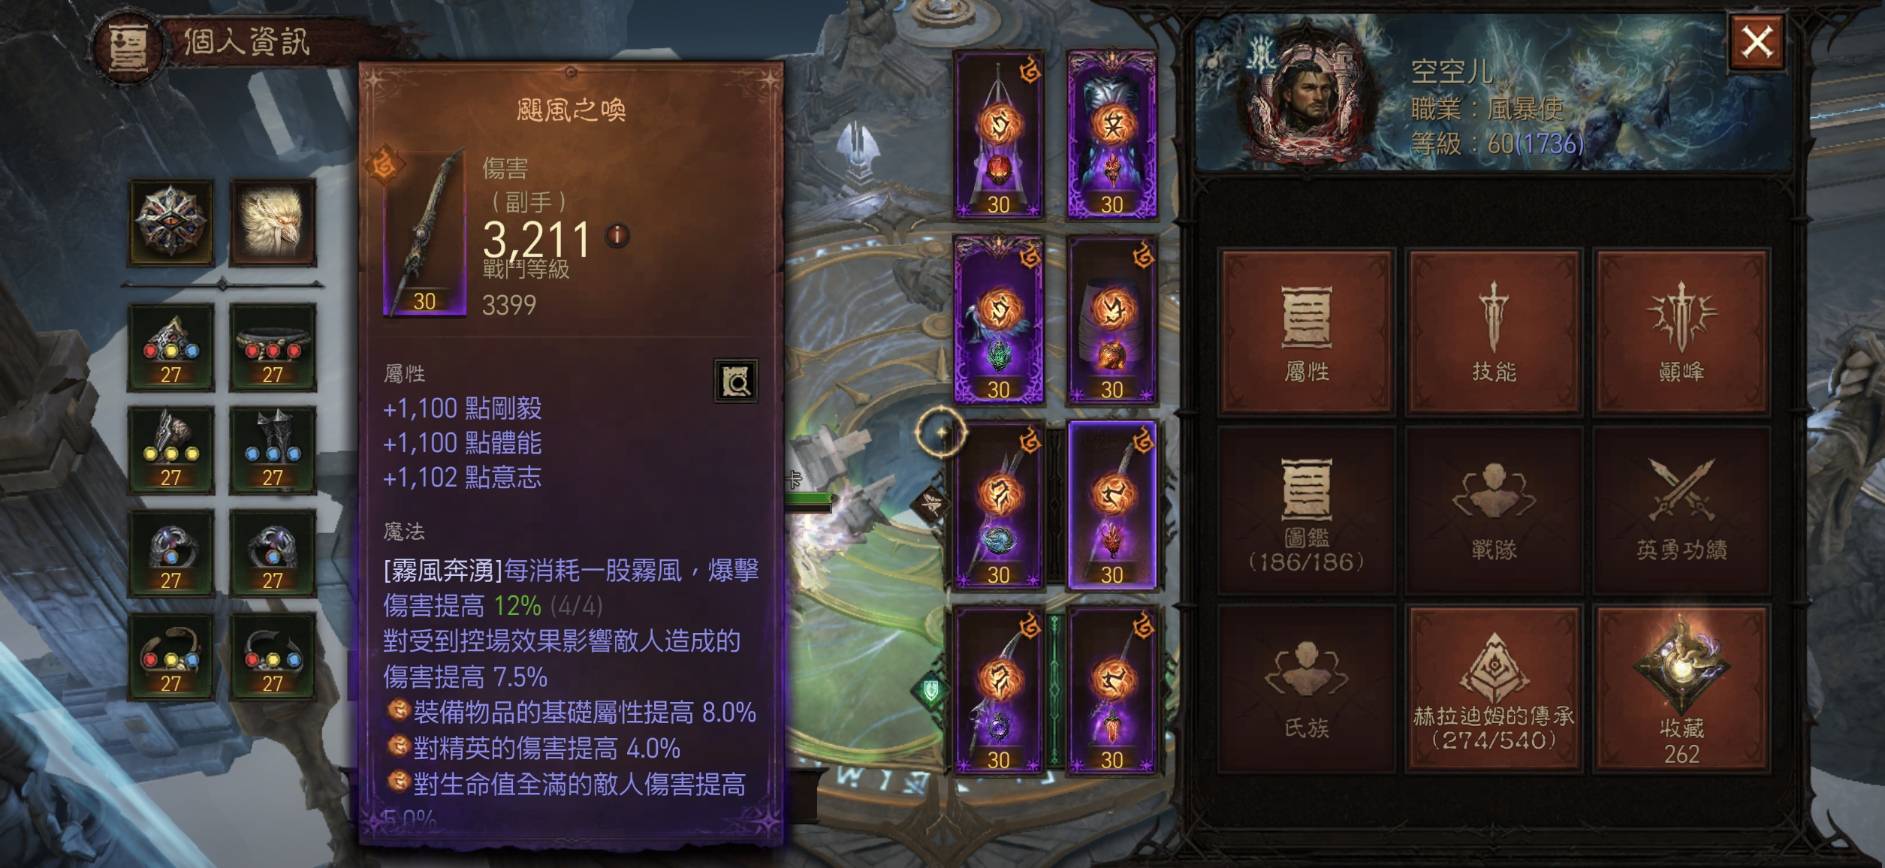 個人資訊
颶風之喚
傷害
(副手)
3,211
戰鬥等級
3399
30
屬性
+1,100 點剛毅
+1,100 點體能
+1,102 點意志
魔法
[霧風奔湧]每消耗一股霧風，爆擊
傷害提高 12% (4/4)
對受到控場效果影響敵人造成的
傷害提高 7.5%
裝備物品的基礎屬性提高 8.0%
對精英的傷害提高 4.0%
對生命值全滿的敵人傷害提高
5.0%
27
27
27
27
27
27
27
27
卡
30
30
30
30
30
30
30
30
空空儿
職業：風暴使
等級：60(1736)
屬性
技能
巔峰
圖鑑
(186/186)
戰隊
英勇功績
氏族
赫拉迪姆的傳承
(274/540)
收藏
262